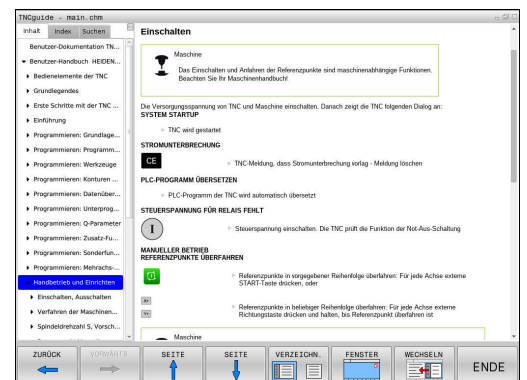 TNCguide - main.chm
Inhalt Index Suchen
Benutzer-Dokumentation TN...
Benutzer-Handbuch HEIDEN...
Bedienelemente der TNC
Grundlegendes
Erste Schritte mit der TNC ...
Einführung
Programmieren: Grundlage...
Programmieren: Programm...
Programmieren: Werkzeuge
Programmieren: Konturen ...
Programmieren: Datenüber...
Programmieren: Unterprog...
Programmieren: Q-Parameter
Programmieren: Zusatz-Fu...
Programmieren: Sonderfun...
Programmieren: Mehrachs-...
Handbetrieb und Einrichten
Einschalten, Ausschalten
Verfahren der Maschinen...
Spindeldrehzahl S, Vorsch...
Einschalten
Maschine
Das Einschalten und Anfahren der Referenzpunkte sind maschinenabhängige Funktionen.
Beachten Sie Ihr Maschinenhandbuch!
Die Versorgungsspannung von TNC und Maschine einschalten. Danach zeigt die TNC folgenden Dialog an:
SYSTEM STARTUP
TNC wird gestartet
STROMUNTERBRECHUNG
CE
TNC-Meldung, dass Stromunterbrechung vorlag - Meldung löschen
PLC-PROGRAMM ÜBERSETZEN
PLC-Programm der TNC wird automatisch übersetzt
STEUERSPANNUNG FÜR RELAIS FEHLT
I
Steuerspannung einschalten. Die TNC prüft die Funktion der Not-Aus-Schaltung
MANUELLER BETRIEB
REFERENZPUNKTE ÜBERFAHREN
Referenzpunkte in vorgegebener Reihenfolge überfahren: Für jede Achse externe
START-Taste drücken, oder
X+
Y+
Referenzpunkte in beliebiger Reihenfolge überfahren: Für jede Achse externe
Richtungstaste drücken und halten, bis Referenzpunkt überfahren ist
Maschine
ZURÜCK
VORWÄRTS
SEITE
SEITE
VERZEICHN.
FENSTER
WECHSELN
ENDE